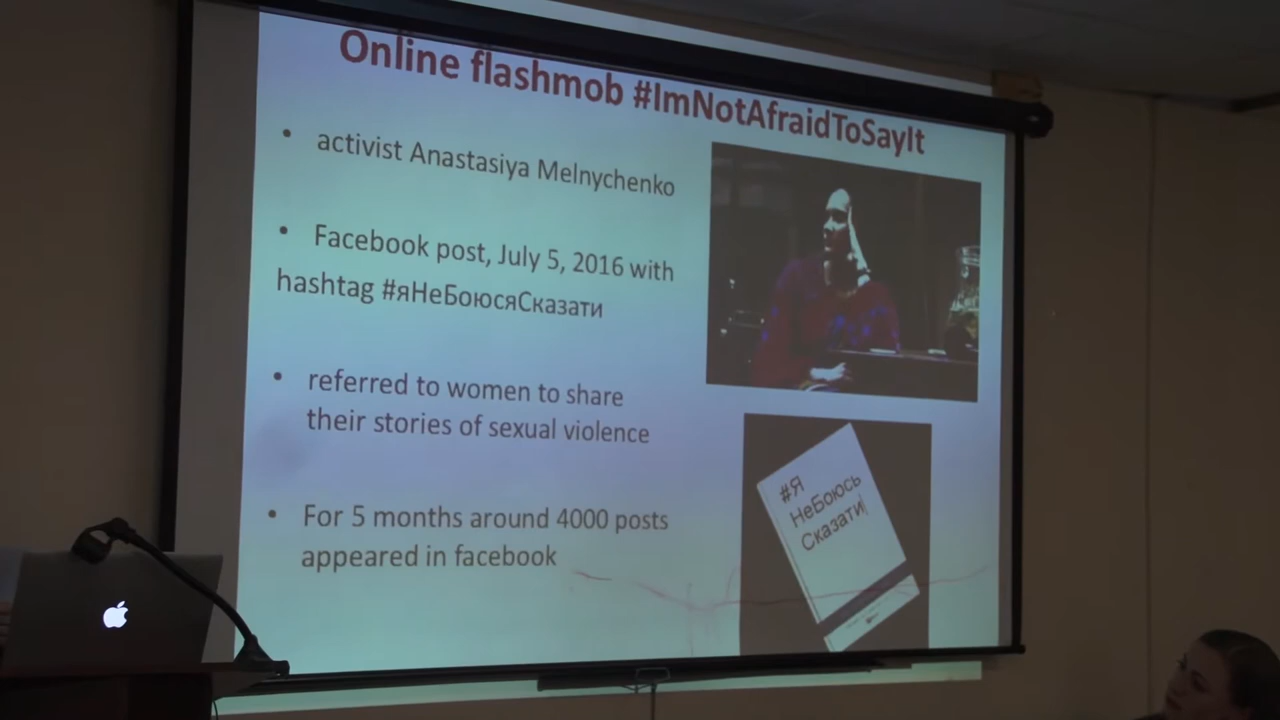 Online flashmob #ImNotAfraidToSayIt
• activist Anastasiya Melnychenko
• Facebook post, July 5, 2016 with
hashtag #яНеБоюсяСказати
• referred to women to share
their stories of sexual violence
• For 5 months around 4000 posts
appeared in facebook
#Я
НеБоюсь
Сказати